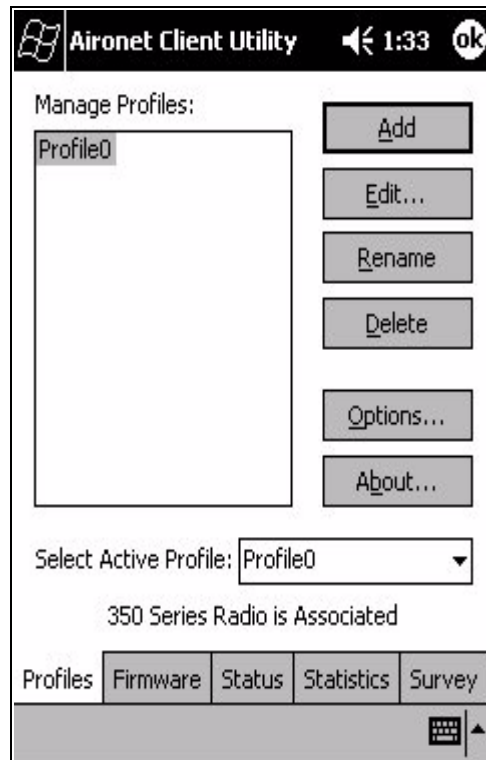 Aironet Client Utility 1:33 ok
Manage Profiles:
Profile0
Add
Edit...
Rename
Delete
Options...
About...
Select Active Profile: Profile0
350 Series Radio is Associated
Profiles Firmware Status Statistics Survey